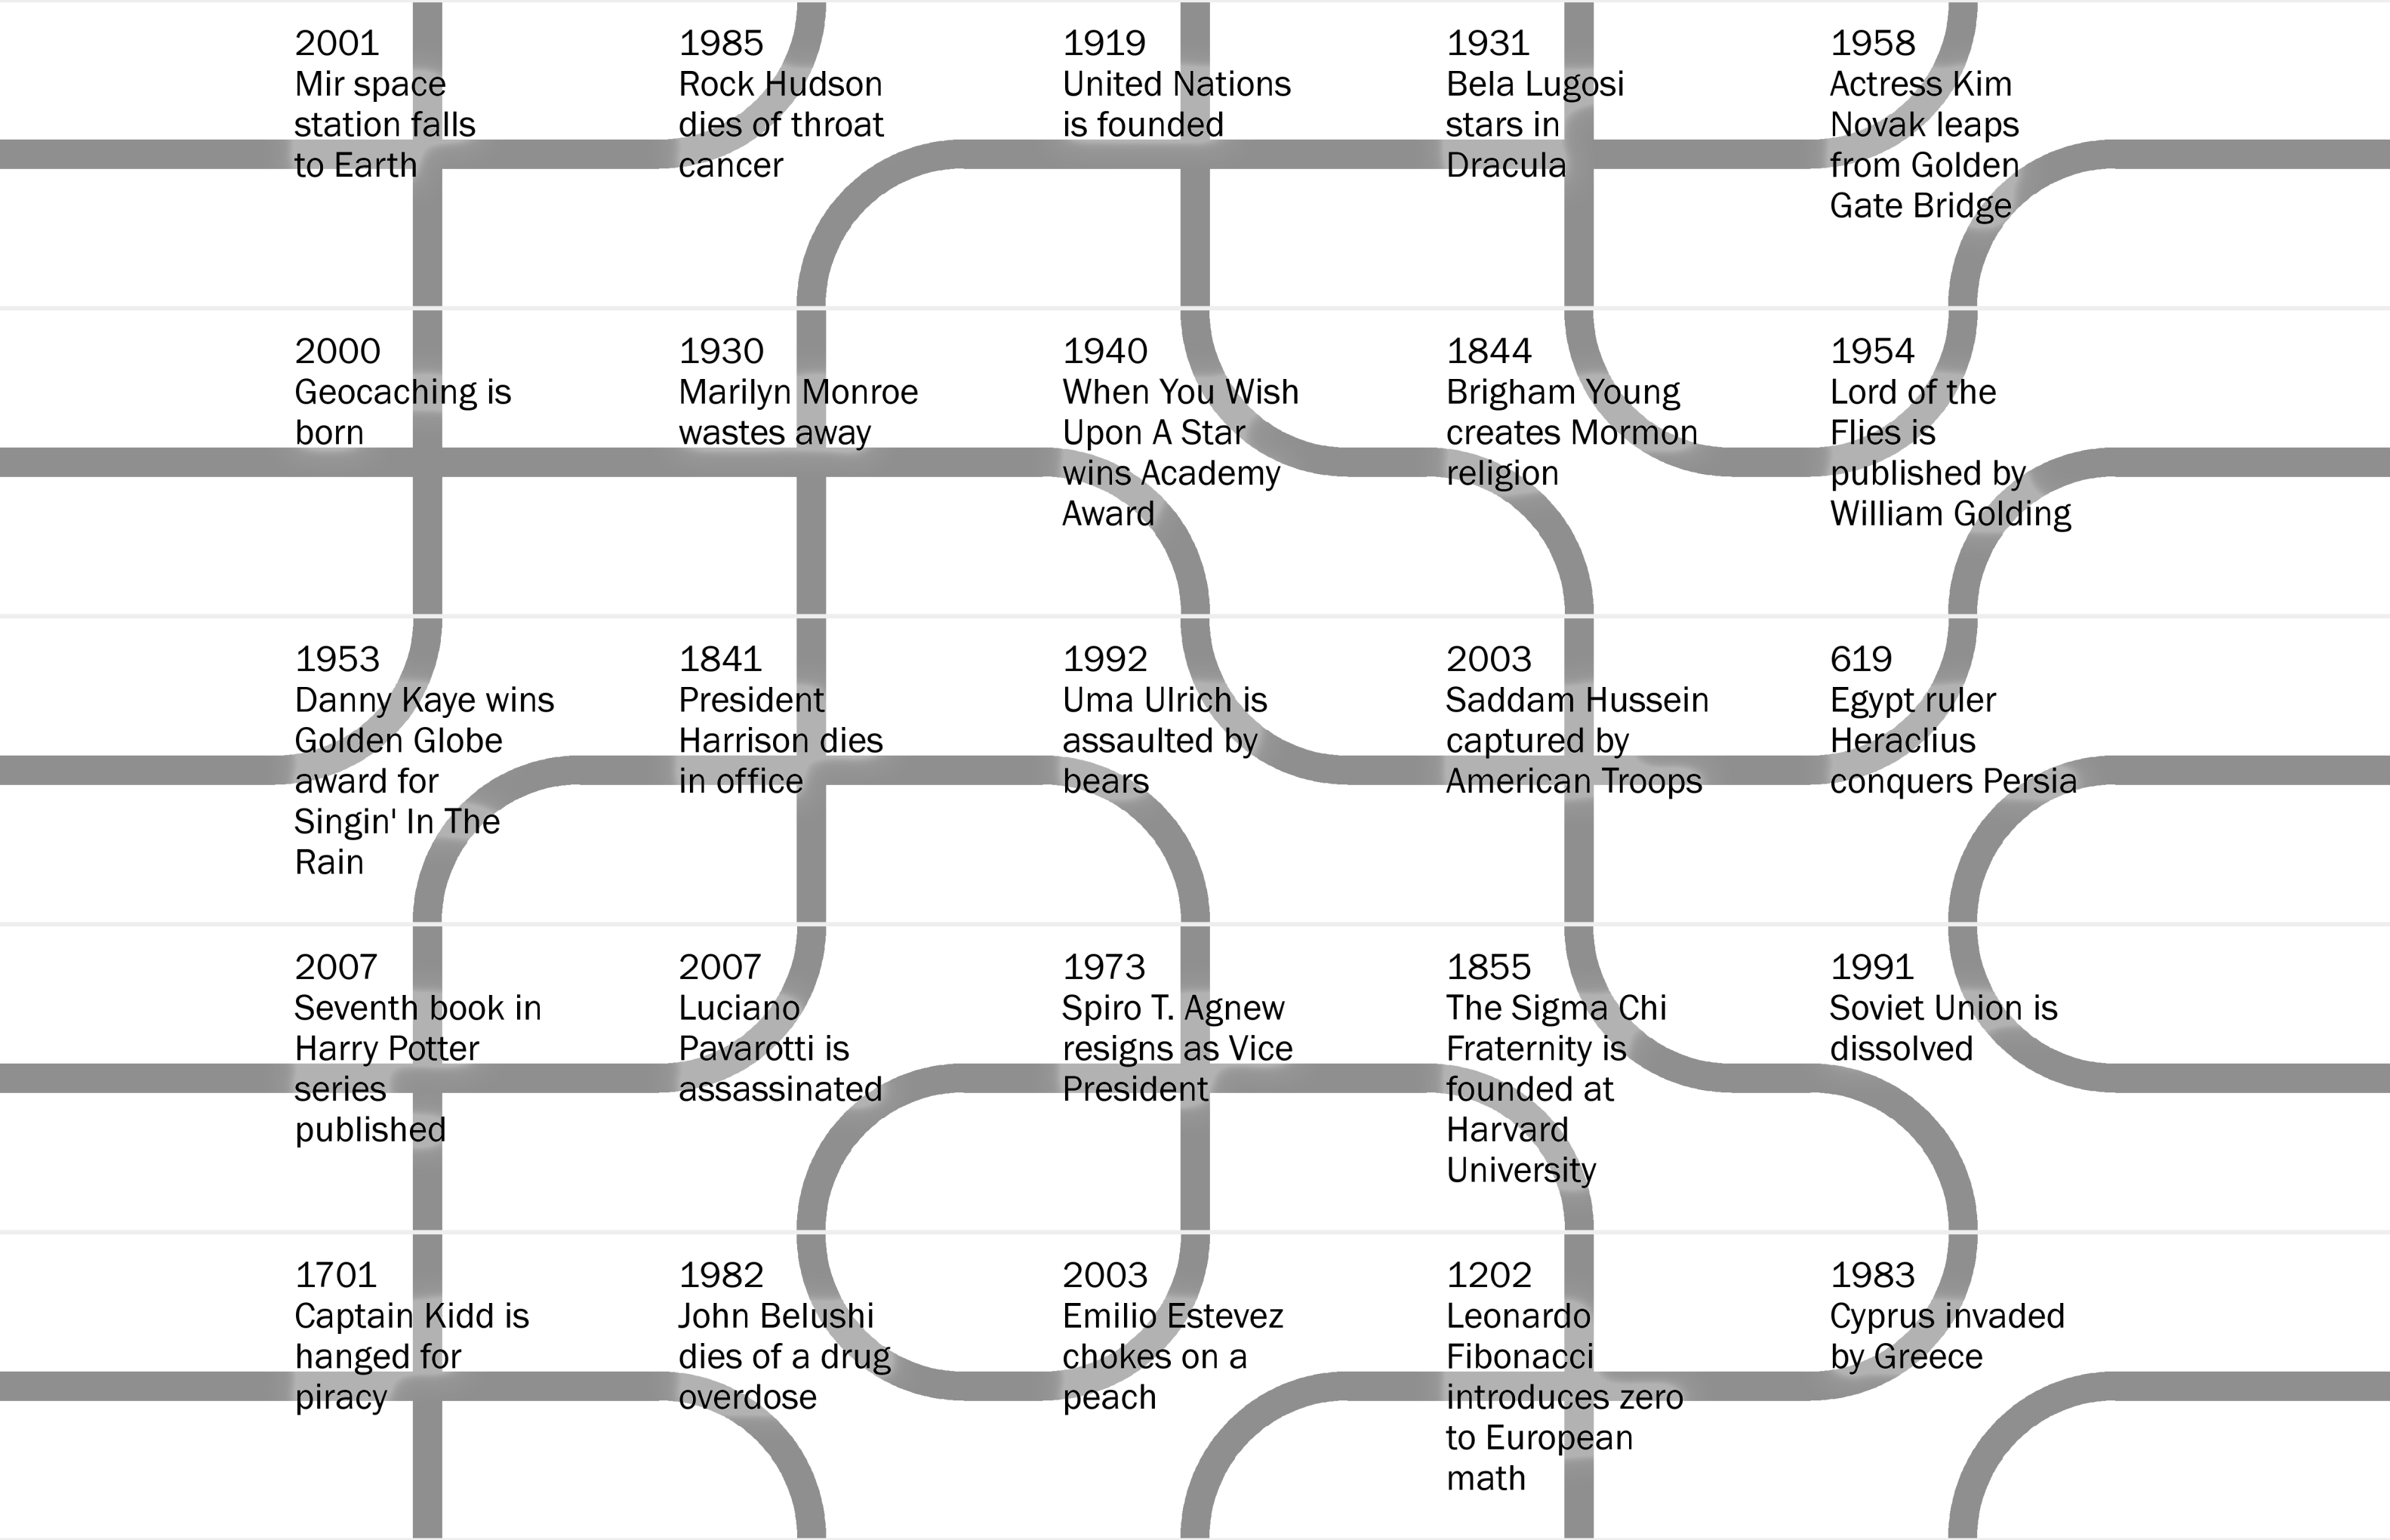 2001
Mir space
station falls
to Earth
1985
Rock Hudson
dies of throat
cancer
1919
United Nations
is founded
1931
Bela Lugosi
stars in
Dracula
1958
Actress Kim
Novak leaps
from Golden
Gate Bridge
2000
Geocaching is
born
1930
Marilyn Monroe
wastes away
1940
When You Wish
Upon A Star
wins Academy
Award
1844
Brigham Young
creates Mormon
religion
1954
Lord of the
Flies is
published by
William Golding
1953
Danny Kaye wins
Golden Globe
award for
Singin' In The
Rain
1841
President
Harrison dies
in office
1992
Uma Ulrich is
assaulted by
bears
2003
Saddam Hussein
captured by
American Troops
619
Egypt ruler
Heraclius
conquers Persia
2007
Seventh book in
Harry Potter
series
published
2007
Luciano
Pavarotti is
assassinated
1973
Spiro T. Agnew
resigns as Vice
President
1855
The Sigma Chi
Fraternity is
founded at
Harvard
University
1991
Soviet Union is
dissolved
1701
Captain Kidd is
hanged for
piracy
1982
John Belushi
dies of a drug
overdose
2003
Emilio Estevez
chokes on a
peach
1202
Leonardo
Fibonacci
introduces zero
to European
math
1983
Cyprus invaded
by Greece